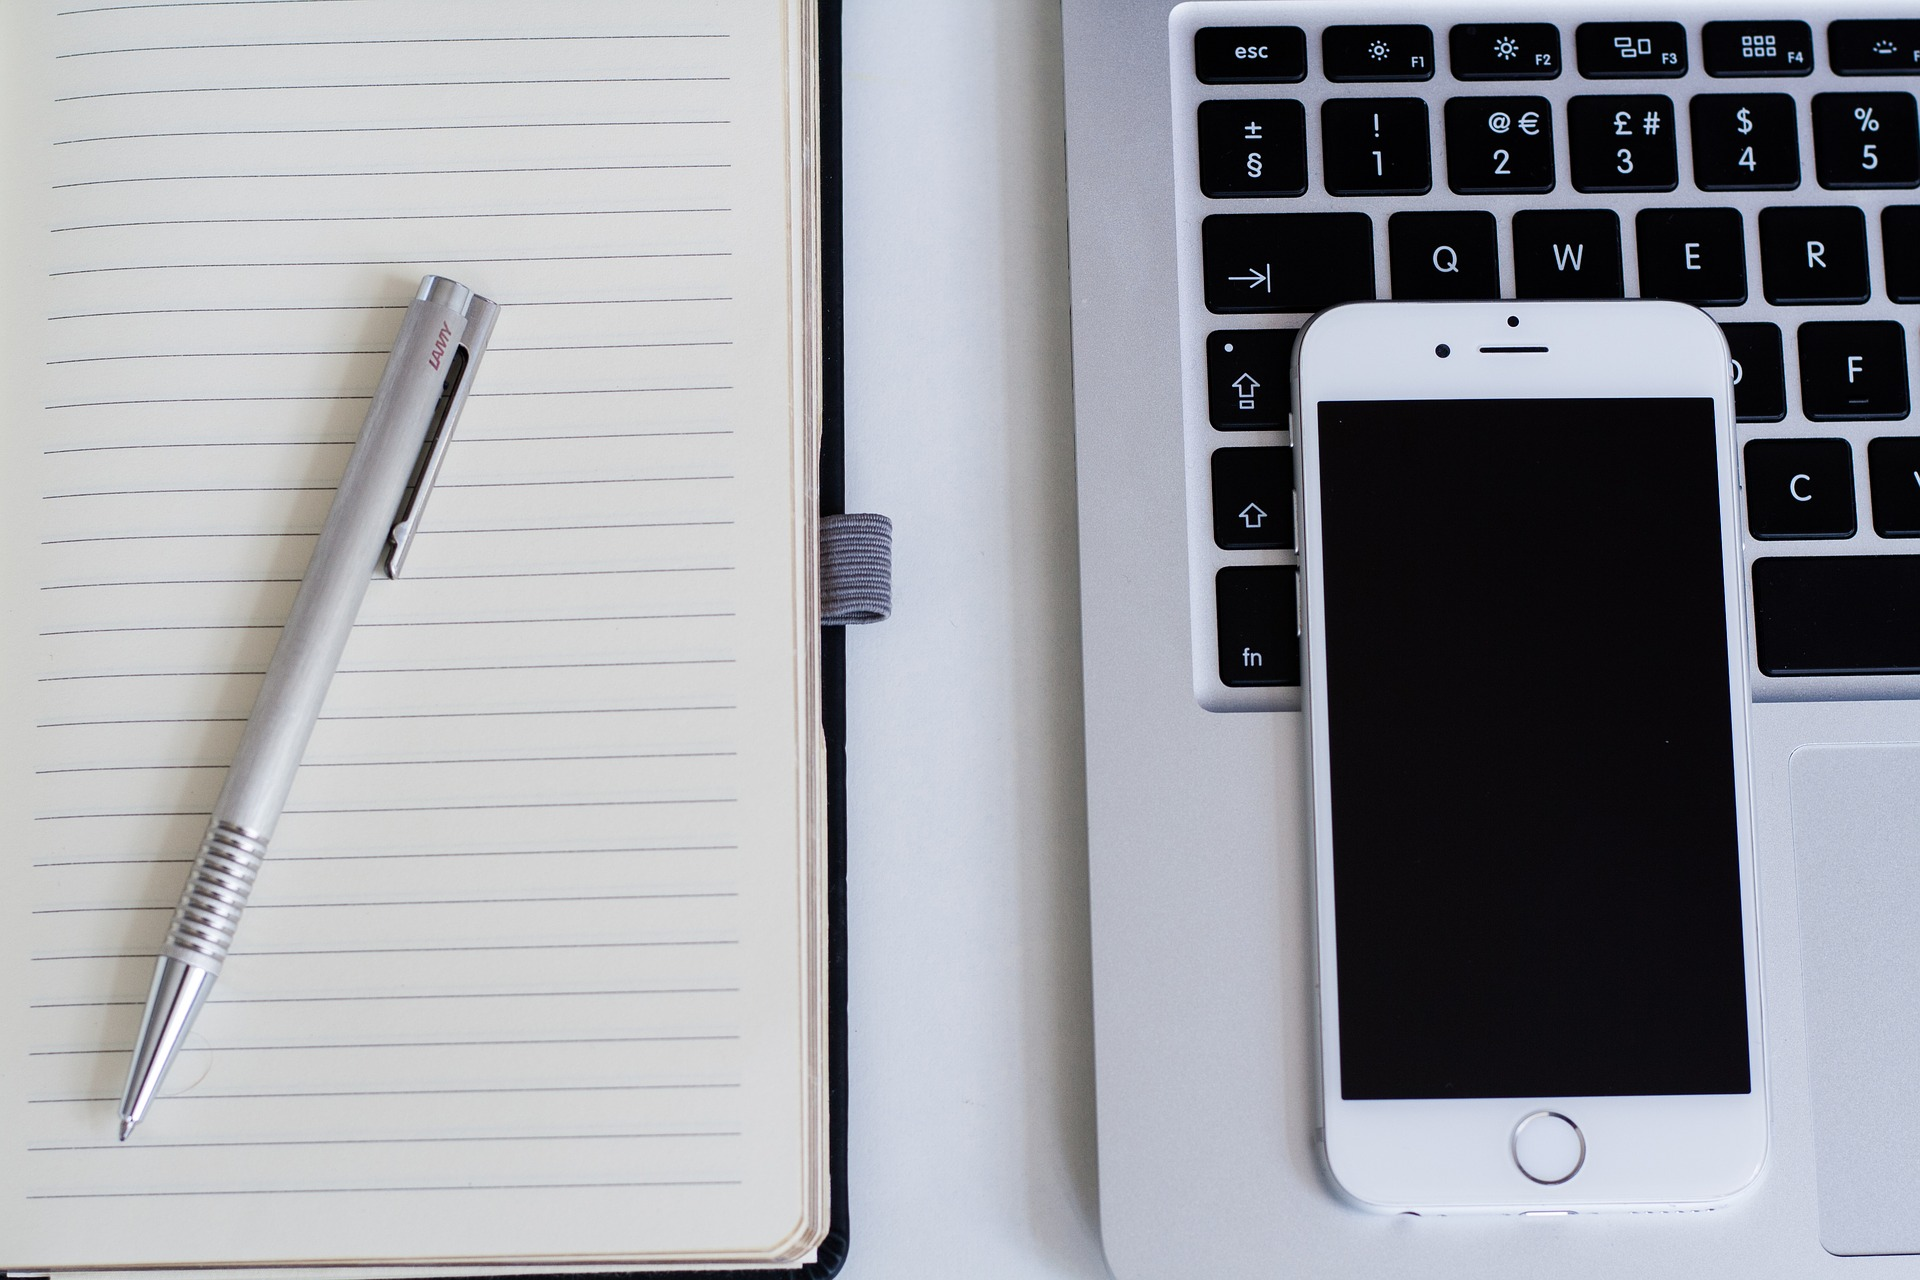 LAMY
esc F1 F2 F3 F4 F
± ! @ € £ # $ %
§ 1 2 3 4 5
Q W E R
F
C
fn